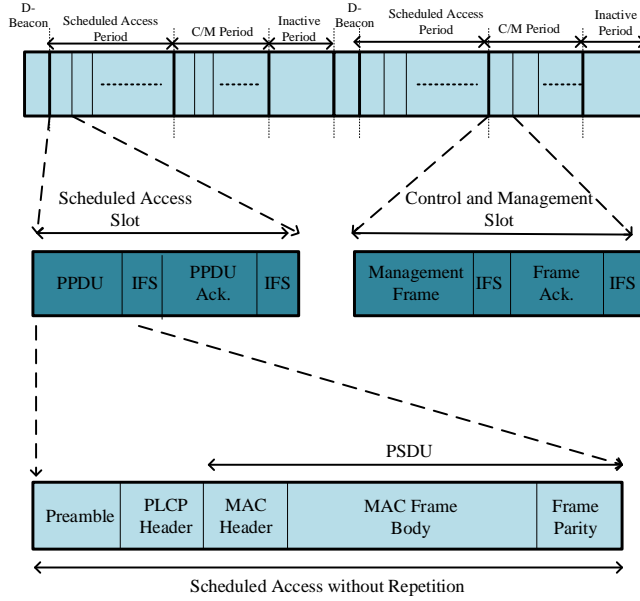 D-
Beacon
Scheduled Access
Period
C/M Period
Inactive
Period
D-
Beacon
Scheduled Access
Period
C/M Period
Inactive
Period
Scheduled Access
Slot
Control and Management
Slot
PPDU
IFS
PPDU
Ack.
IFS
Management
Frame
IFS
Frame
Ack.
IFS
PSDU
Preamble
PLCP
Header
MAC
Header
MAC Frame
Body
Frame
Parity
Scheduled Access without Repetition